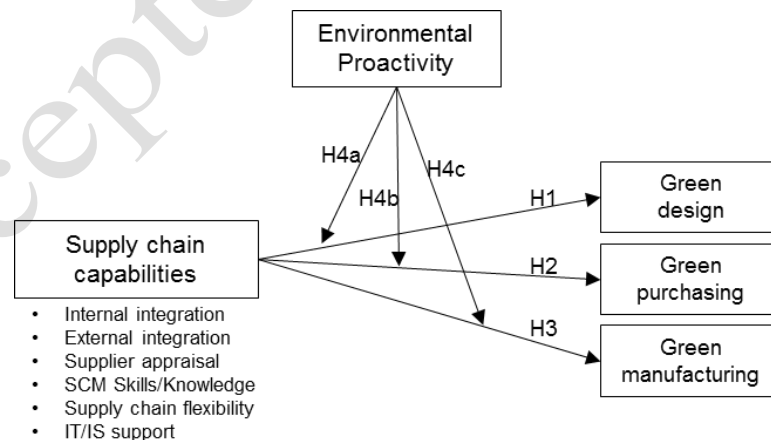 Environmental
Proactivity
H4a
H4b
H4c
H1
H2
H3
Green
design
Green
purchasing
Green
manufacturing
Supply chain
capabilities
• Internal integration
• External integration
• Supplier appraisal
• SCM Skills/Knowledge
• Supply chain flexibility
• IT/IS support